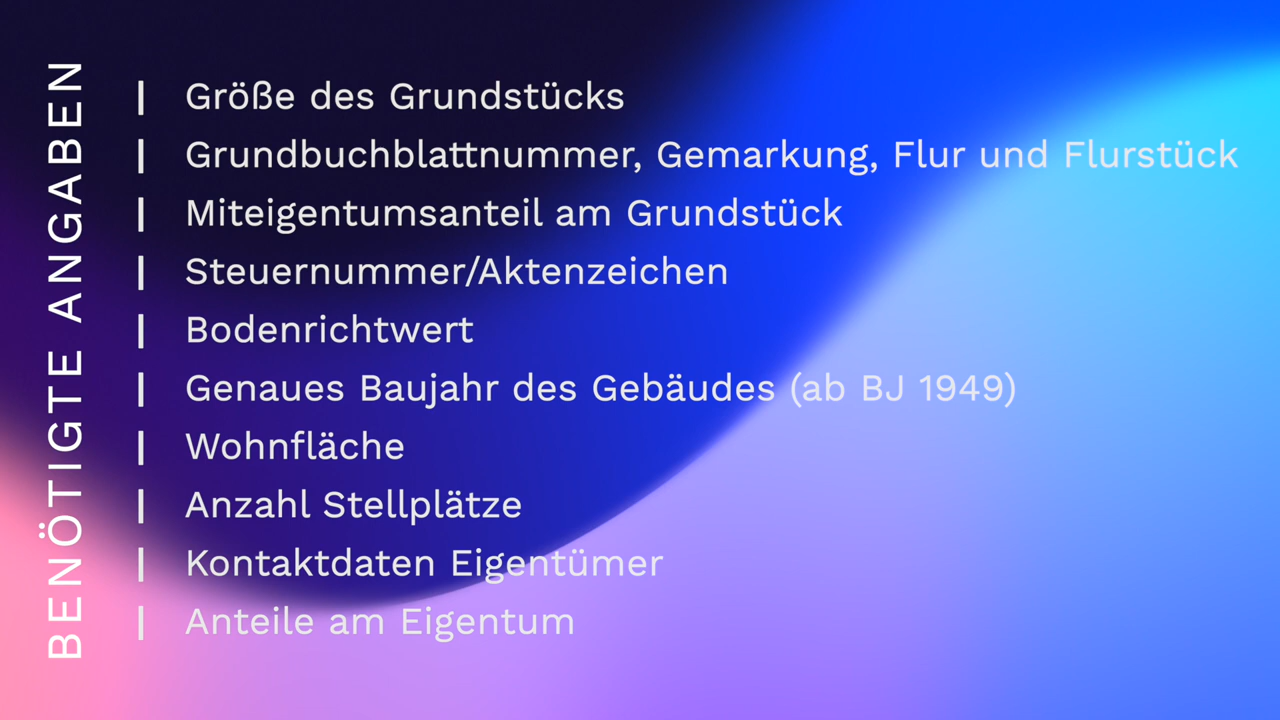 BENÖTIGTE ANGABEN
| Größe des Grundstücks
| Grundbuchblattnummer, Gemarkung, Flur und Flurstück
| Miteigentumsanteil am Grundstück
| Steuernummer/Aktenzeichen
| Bodenrichtwert
| Genaues Baujahr des Gebäudes (ab BJ 1949)
| Wohnfläche
| Anzahl Stellplätze
| Kontaktdaten Eigentümer
| Anteile am Eigentum